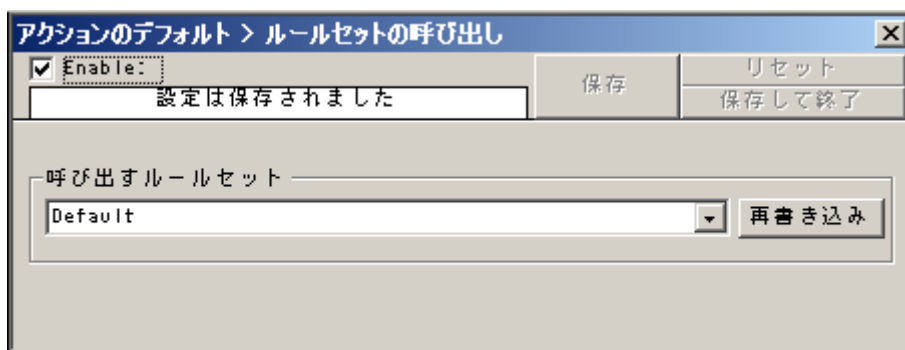 アクションのデフォルト > ルールセットの呼び出し
Enable:
設定は保存されました
保存
リセット
保存して終了
呼び出すルールセット
Default
再書き込み